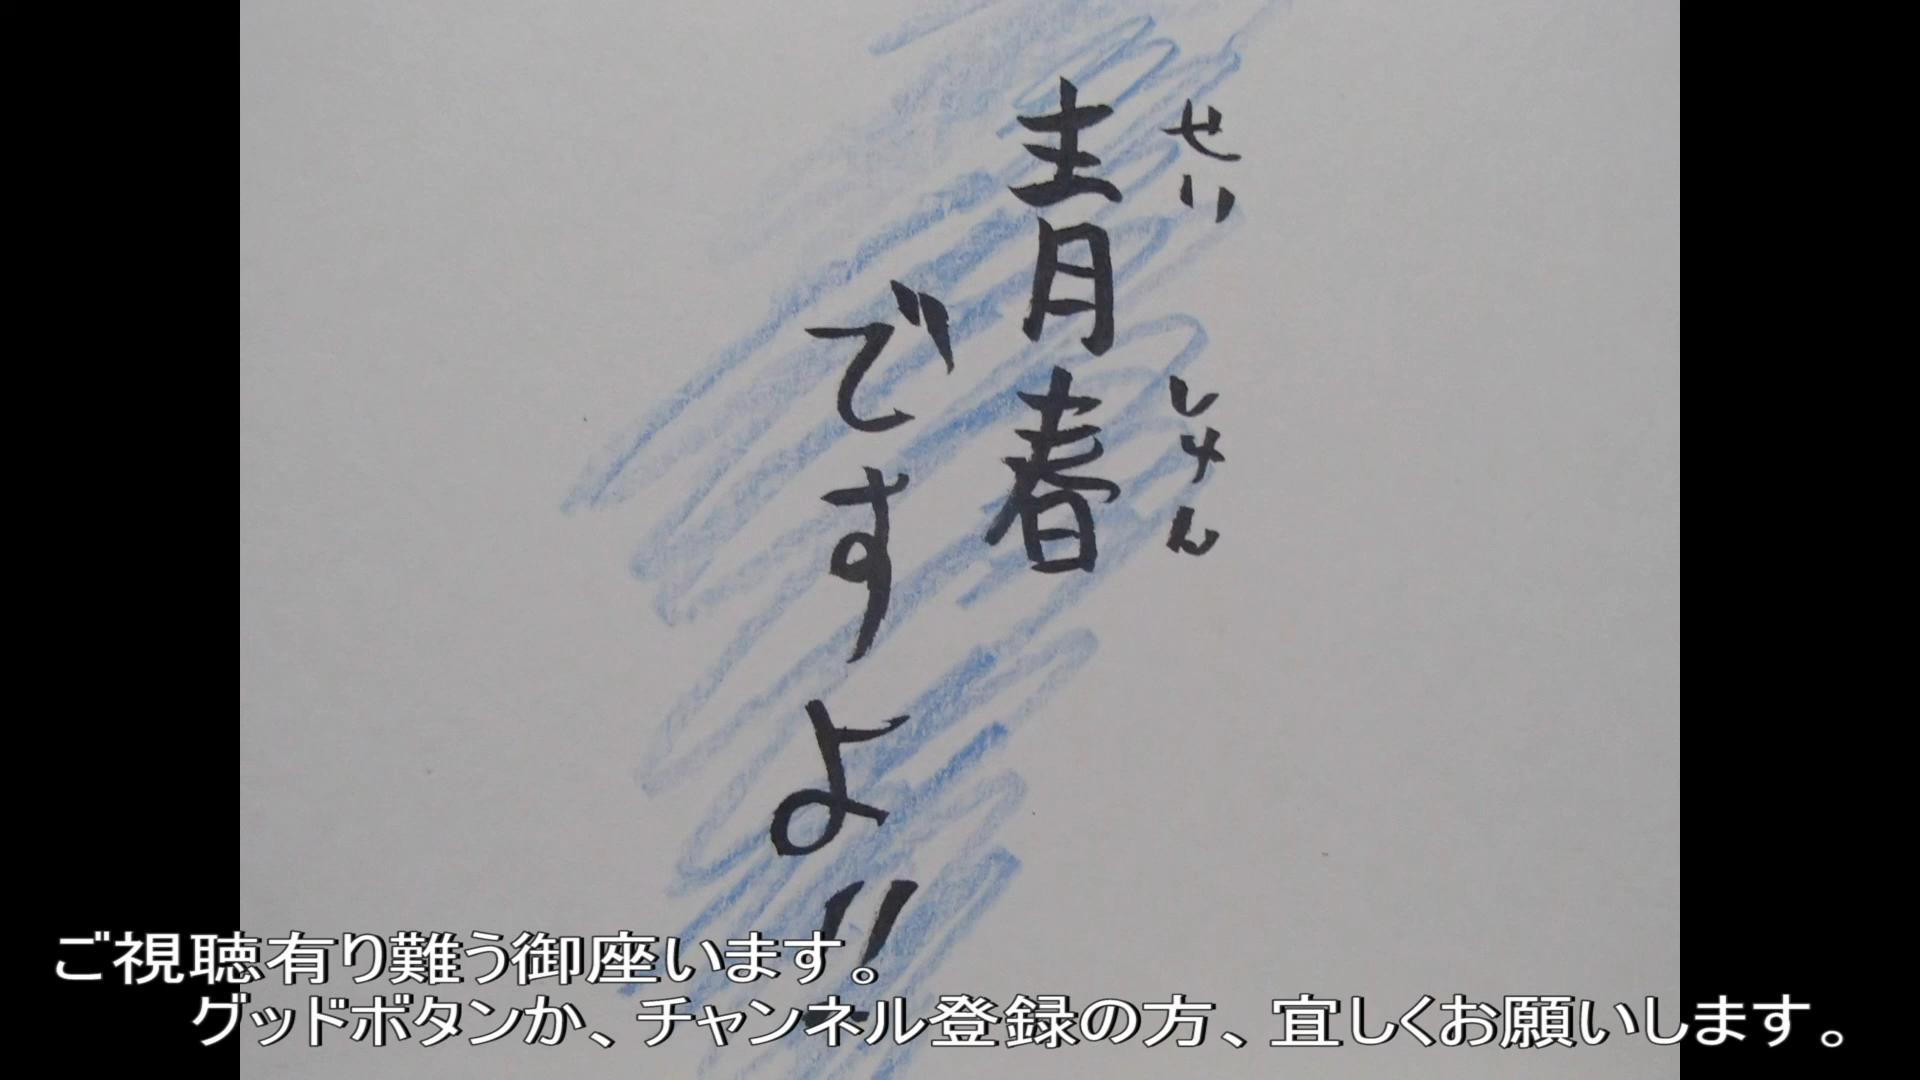 青春
せいしゅん
ですよ!!
ご視聴有り難う御座います。
グッドボタンか、チャンネル登録の方、宜しくお願いします。